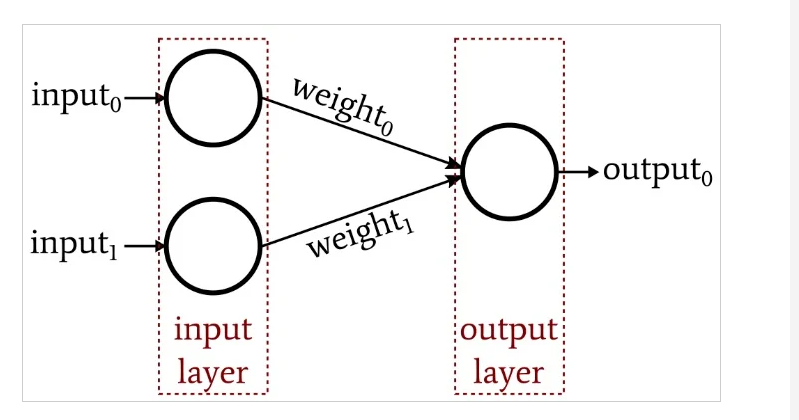 input₀
weight₀
output₀
input₁
weight₁
input
layer
output
layer